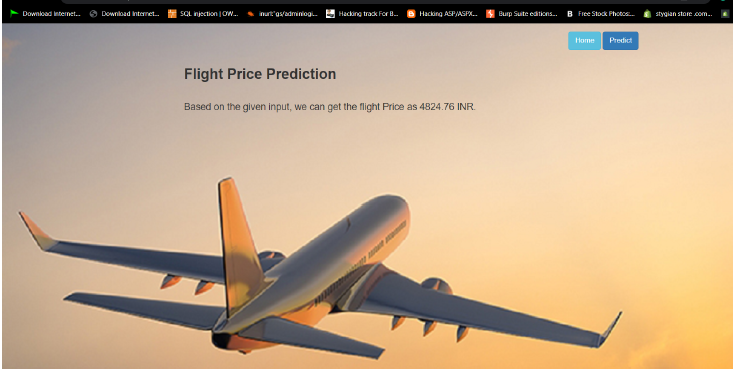 Download Internet... Download Internet... SQL Injection | OW... inurl:"gs/adminlogi... Hacking track For B... Hacking ASP/ASPX... Burp Suite editions... Free Stock Photos:... stygian store .com...
Home Predict
Flight Price Prediction
Based on the given input, we can get the flight Price as 4824.76 INR.